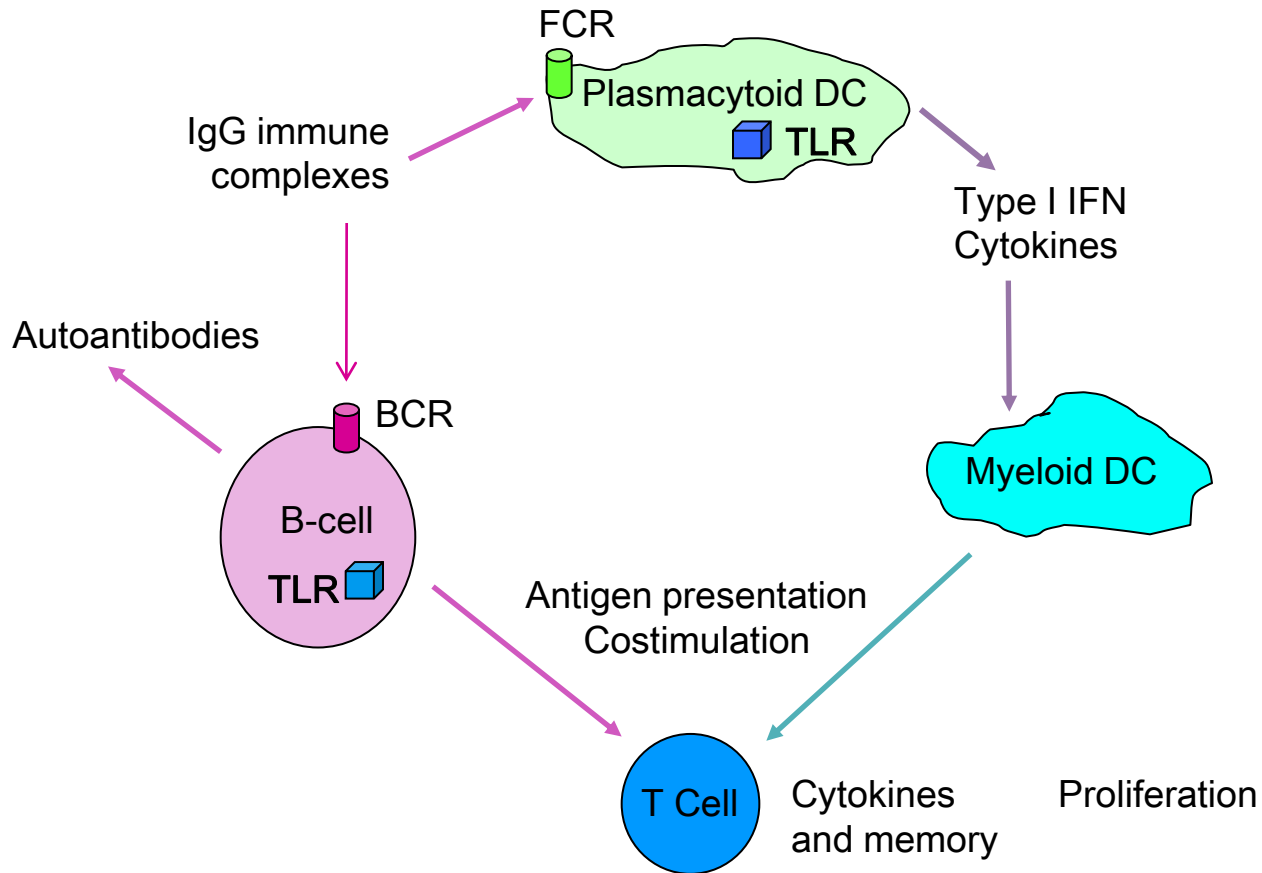 FCR
Plasmacytoid DC
TLR
IgG immune
complexes
Type I IFN
Cytokines
Autoantibodies
BCR
B-cell
TLR
Myeloid DC
Antigen presentation
Costimulation
T Cell
Cytokines
and memory
Proliferation